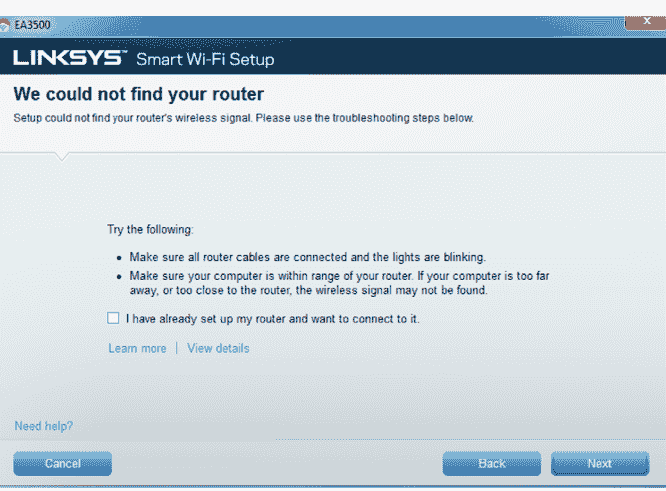 EA3500
x
LINKSYS™ Smart Wi-Fi Setup
We could not find your router
Setup could not find your router's wireless signal. Please use the troubleshooting steps below.
Try the following:
• Make sure all router cables are connected and the lights are blinking.
• Make sure your computer is within range of your router. If your computer is too far
away, or too close to the router, the wireless signal may not be found.
I have already set up my router and want to connect to it.
Learn more | View details
Need help?
Cancel Back Next